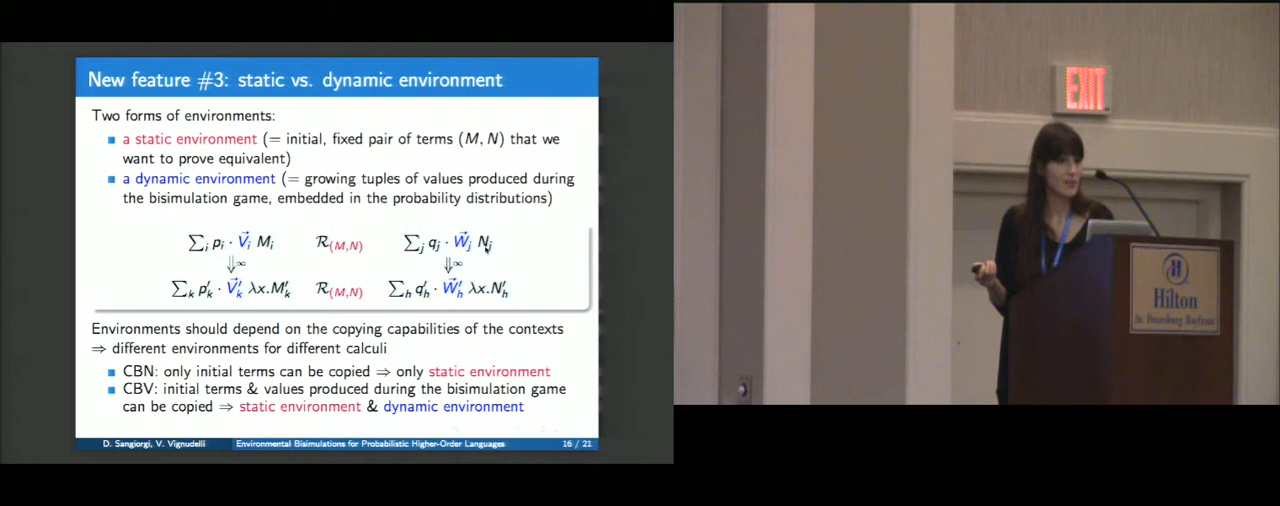 New feature #3: static vs. dynamic environment
Two forms of environments:
a static environment (= initial, fixed pair of terms (M, N) that we
want to prove equivalent)
a dynamic environment (= growing tuples of values produced during
the bisimulation game, embedded in the probability distributions)
∑ᵢ pᵢ · V⃗ᵢ Mᵢ   ℛ₍M,N₎   ∑ⱼ qⱼ · W⃗ⱼ Nⱼ
⇓∞   ⇓∞
∑ₖ p′ₖ · V⃗′ₖ λx.M′ₖ   ℛ₍M,N₎   ∑ₕ q′ₕ · W⃗′ₕ λx.N′ₕ
Environments should depend on the copying capabilities of the contexts
⇒ different environments for different calculi
CBN: only initial terms can be copied ⇒ only static environment
CBV: initial terms & values produced during the bisimulation game
can be copied ⇒ static environment & dynamic environment
D. Sangiorgi, V. Vignudelli Environmental Bisimulations for Probabilistic Higher-Order Languages 16 / 21
EXIT
Hilton
St. Petersburg Bayfront